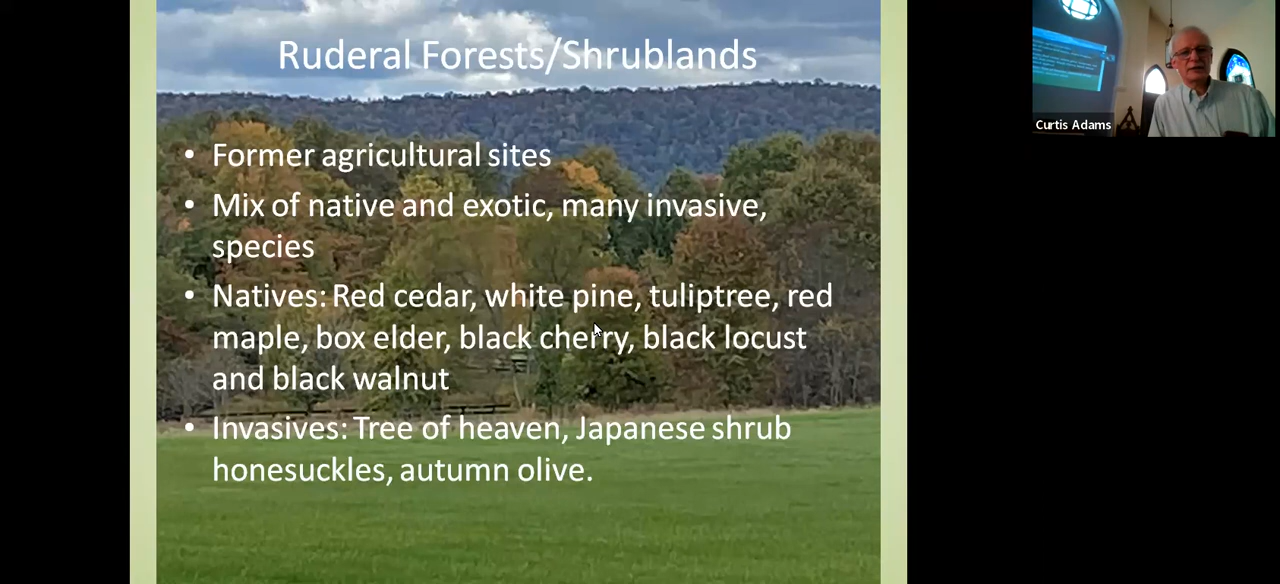 Ruderal Forests/Shrublands
• Former agricultural sites
• Mix of native and exotic, many invasive,
species
• Natives: Red cedar, white pine, tuliptree, red
maple, box elder, black cherry, black locust
and black walnut
• Invasives: Tree of heaven, Japanese shrub
honesuckles, autumn olive.
Curtis Adams